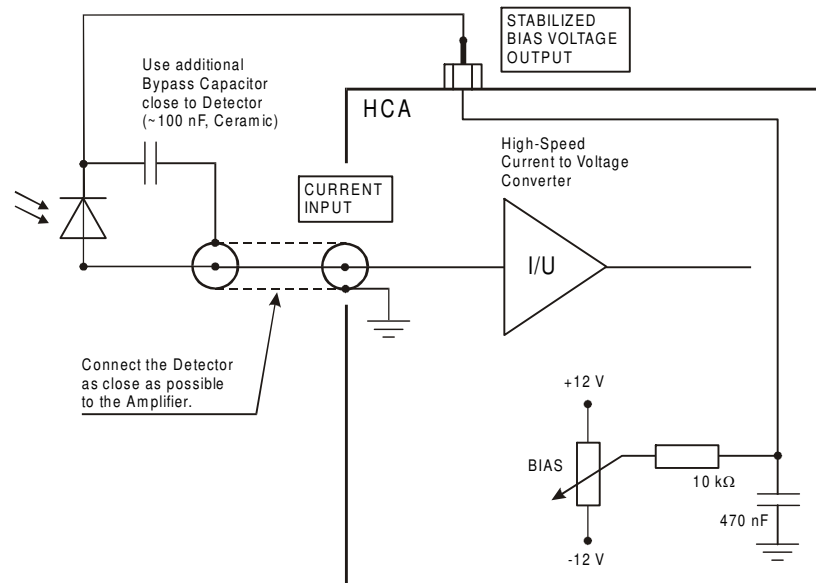 STABILIZED
BIAS VOLTAGE
OUTPUT
Use additional
Bypass Capacitor
close to Detector
(~100 nF, Ceramic)
HCA
High-Speed
Current to Voltage
Converter
CURRENT
INPUT
I/U
Connect the Detector
as close as possible
to the Amplifier.
+12 V
BIAS
10 kΩ
470 nF
-12 V